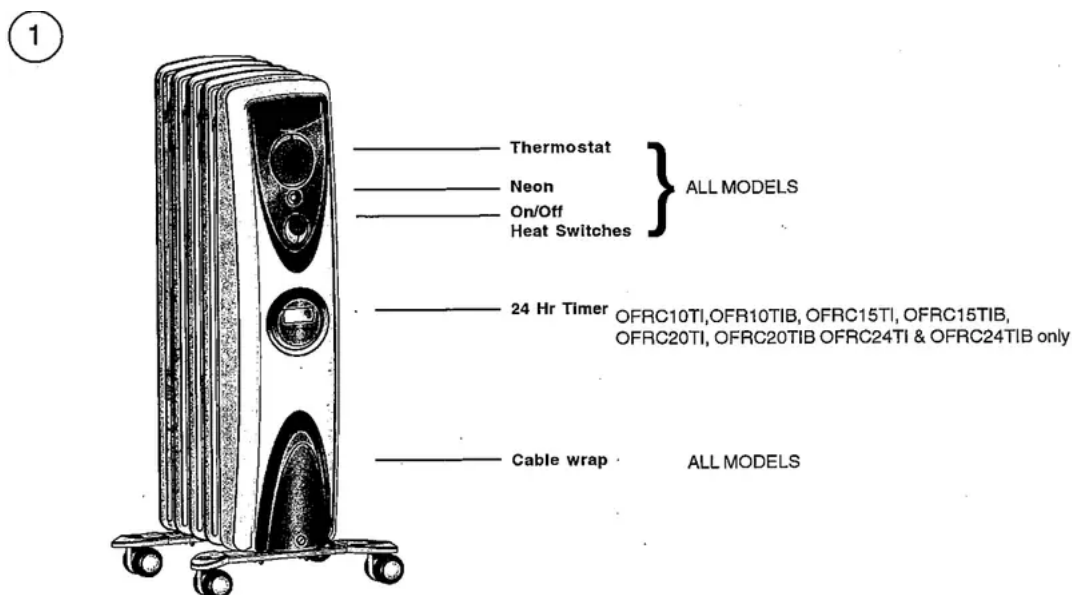 1
Thermostat
Neon
ALL MODELS
On/Off
Heat Switches
24 Hr Timer
OFRC10TI,OFR10TIB, OFRC15TI, OFRC15TIB,
OFRC20TI, OFRC20TIB OFRC24TI & OFRC24TIB only
Cable wrap
ALL MODELS